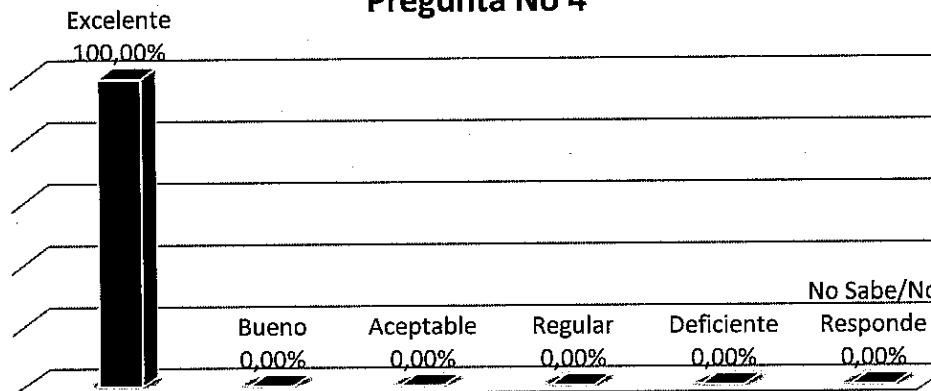 Pregunta No 4
Excelente
100,00%
Bueno
0,00%
Aceptable
0,00%
Regular
0,00%
Deficiente
0,00%
No Sabe/No
Responde
0,00%